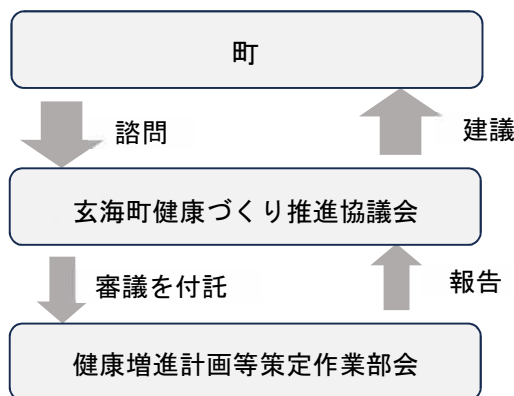 町
諮問
建議
玄海町健康づくり推進協議会
審議を付託
報告
健康増進計画等策定作業部会